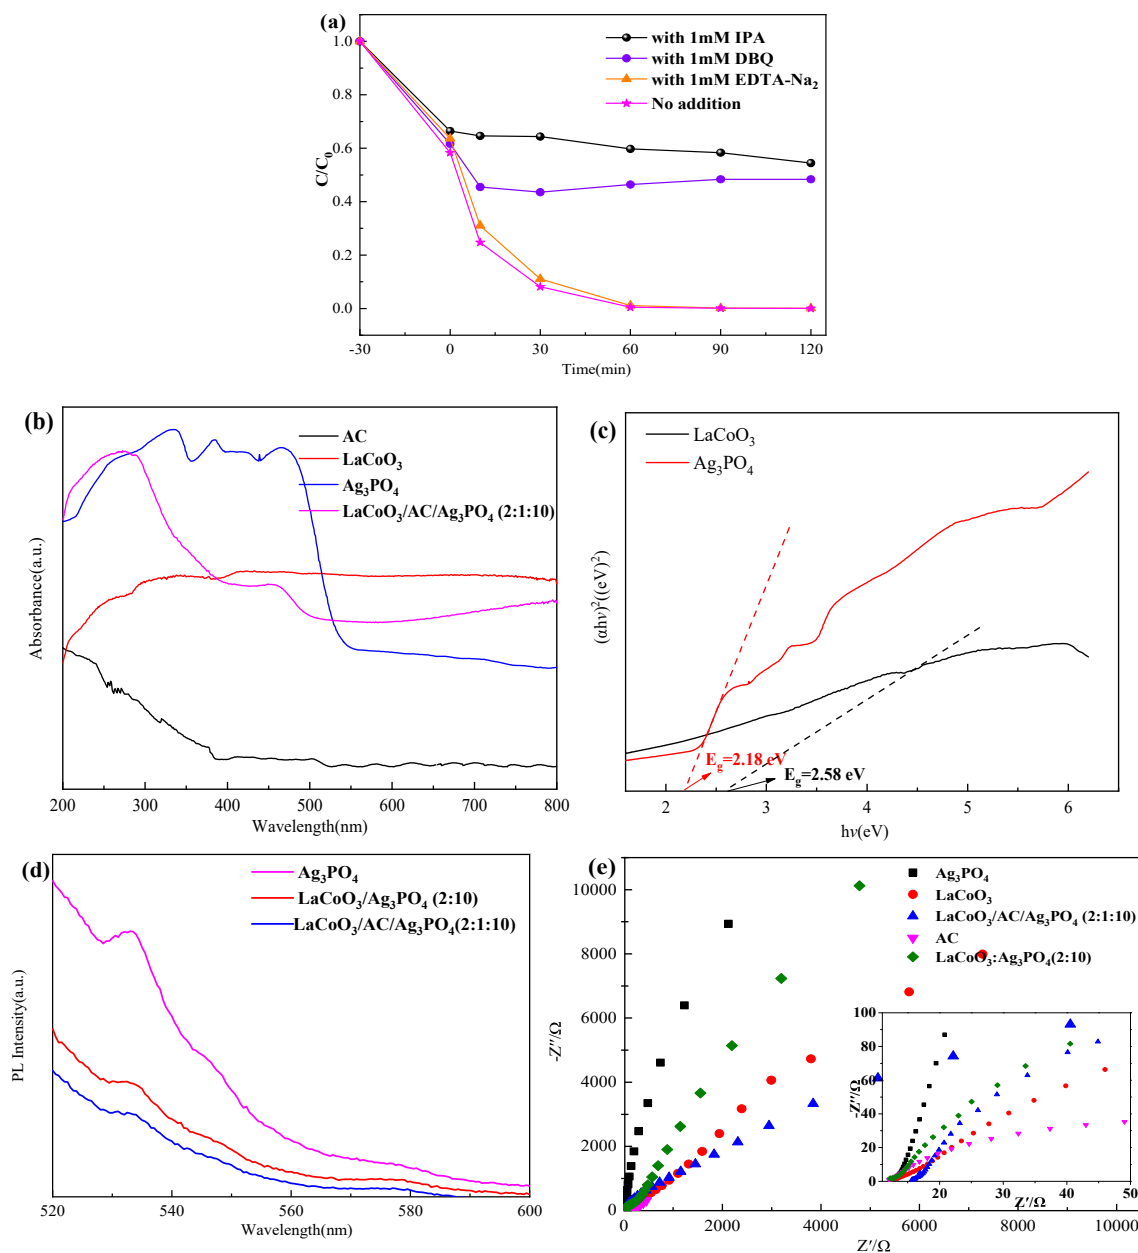 (a)
with 1mM IPA
with 1mM DBQ
with 1mM EDTA-Na₂
No addition
C/C₀
1.0
0.8
0.6
0.4
0.2
0.0
-30 0 30 60 90 120
Time(min)
(b)
AC
LaCoO₃
Ag₃PO₄
LaCoO₃/AC/Ag₃PO₄ (2:1:10)
Absorbance(a.u.)
200 300 400 500 600 700 800
Wavelength(nm)
(c)
LaCoO₃
Ag₃PO₄
(αhν)²((eV)²)
E_g=2.18 eV
E_g=2.58 eV
2 3 4 5 6
hν(eV)
(d)
Ag₃PO₄
LaCoO₃/Ag₃PO₄ (2:10)
LaCoO₃/AC/Ag₃PO₄(2:1:10)
PL Intensity(a.u.)
520 540 560 580 600
Wavelength(nm)
(e)
Ag₃PO₄
LaCoO₃
LaCoO₃/AC/Ag₃PO₄ (2:1:10)
AC
LaCoO₃:Ag₃PO₄(2:10)
-Z''/Ω
10000
8000
6000
4000
2000
0
0 2000 4000 6000 8000 10000
Z'/Ω
-Z''/Ω
100
80
60
40
20
0
20 30 40 50
Z'/Ω